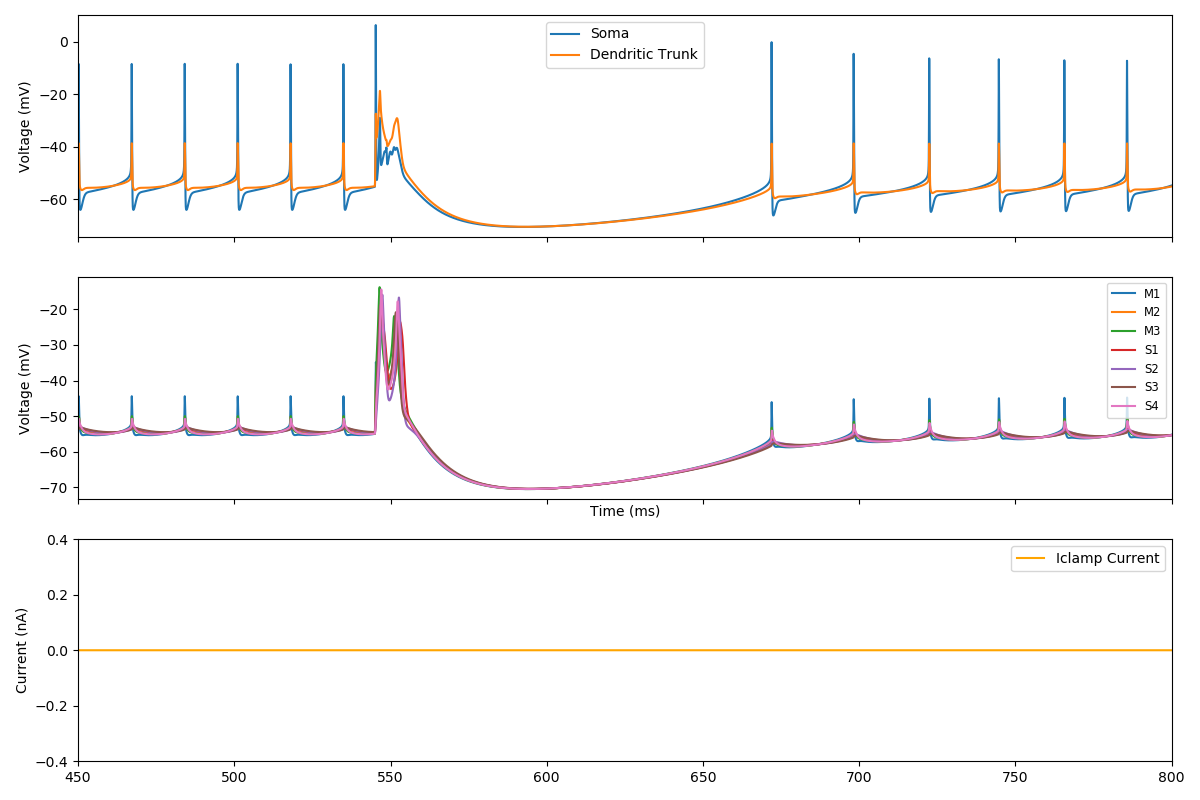 0
−20
−40
−60
Voltage (mV)
Soma
Dendritic Trunk
−20
−30
−40
−50
−60
−70
Voltage (mV)
M1
M2
M3
S1
S2
S3
S4
Time (ms)
0.4
0.2
0.0
−0.2
−0.4
Current (nA)
Iclamp Current
450 500 550 600 650 700 750 800